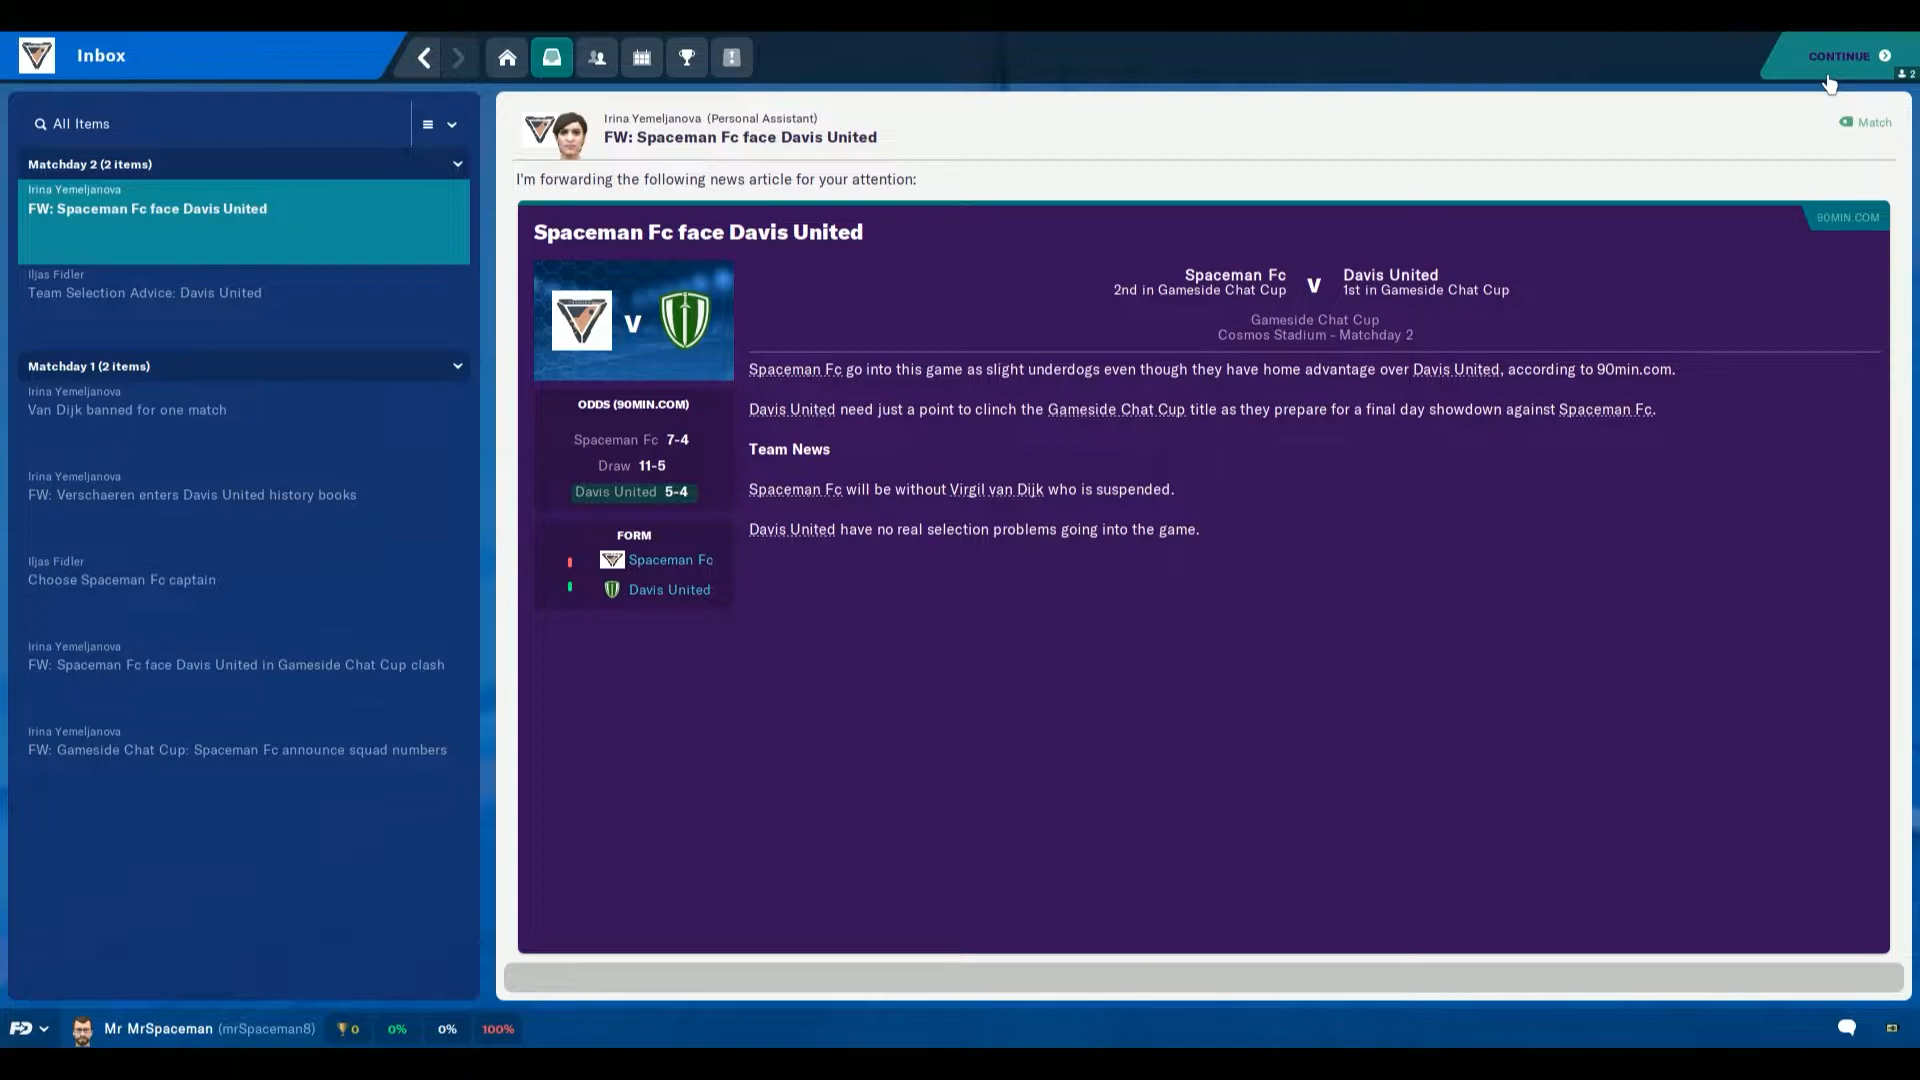 Inbox
CONTINUE
2
All Items
Matchday 2 (2 items)
Irina Yemeljanova
FW: Spaceman Fc face Davis United
Iljas Fidler
Team Selection Advice: Davis United
Matchday 1 (2 items)
Irina Yemeljanova
Van Dijk banned for one match
Irina Yemeljanova
FW: Verschaeren enters Davis United history books
Iljas Fidler
Choose Spaceman Fc captain
Irina Yemeljanova
FW: Spaceman Fc face Davis United in Gameside Chat Cup clash
Irina Yemeljanova
FW: Gameside Chat Cup: Spaceman Fc announce squad numbers
Irina Yemeljanova (Personal Assistant)
FW: Spaceman Fc face Davis United
Match
I'm forwarding the following news article for your attention:
90MIN.COM
Spaceman Fc face Davis United
V
Spaceman Fc V Davis United
2nd in Gameside Chat Cup 1st in Gameside Chat Cup
Gameside Chat Cup
Cosmos Stadium - Matchday 2
ODDS (90MIN.COM)
Spaceman Fc 7-4
Draw 11-5
Davis United 5-4
FORM
Spaceman Fc
Davis United
Spaceman Fc go into this game as slight underdogs even though they have home advantage over Davis United, according to 90min.com.
Davis United need just a point to clinch the Gameside Chat Cup title as they prepare for a final day showdown against Spaceman Fc.
Team News
Spaceman Fc will be without Virgil van Dijk who is suspended.
Davis United have no real selection problems going into the game.
FD
Mr MrSpaceman (mrSpaceman8) 0 0% 0% 100%